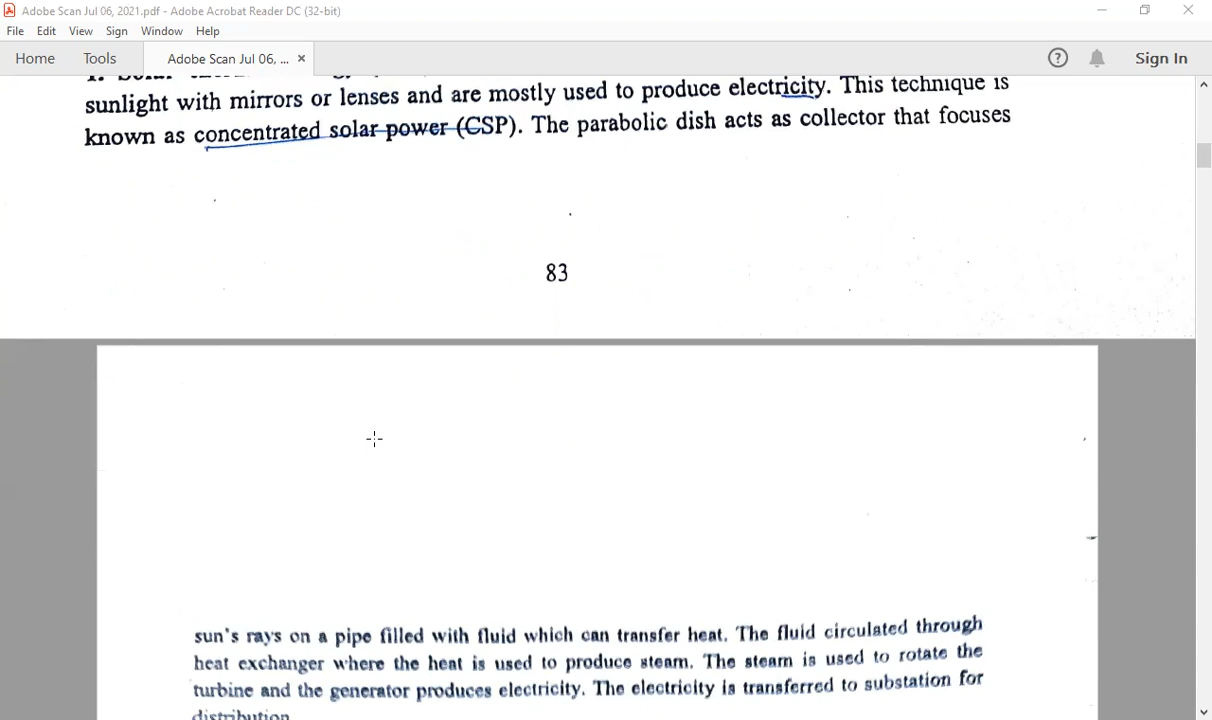 Adobe Scan Jul 06, 2021.pdf - Adobe Acrobat Reader DC (32-bit)
File Edit View Sign Window Help
Home Tools Adobe Scan Jul 06, ... × Sign In
1. Solar
sunlight with mirrors or lenses and are mostly used to produce electricity. This technique is
known as concentrated solar power (CSP). The parabolic dish acts as collector that focuses
83
sun's rays on a pipe filled with fluid which can transfer heat. The fluid circulated through
heat exchanger where the heat is used to produce steam. The steam is used to rotate the
turbine and the generator produces electricity. The electricity is transferred to substation for
distribution